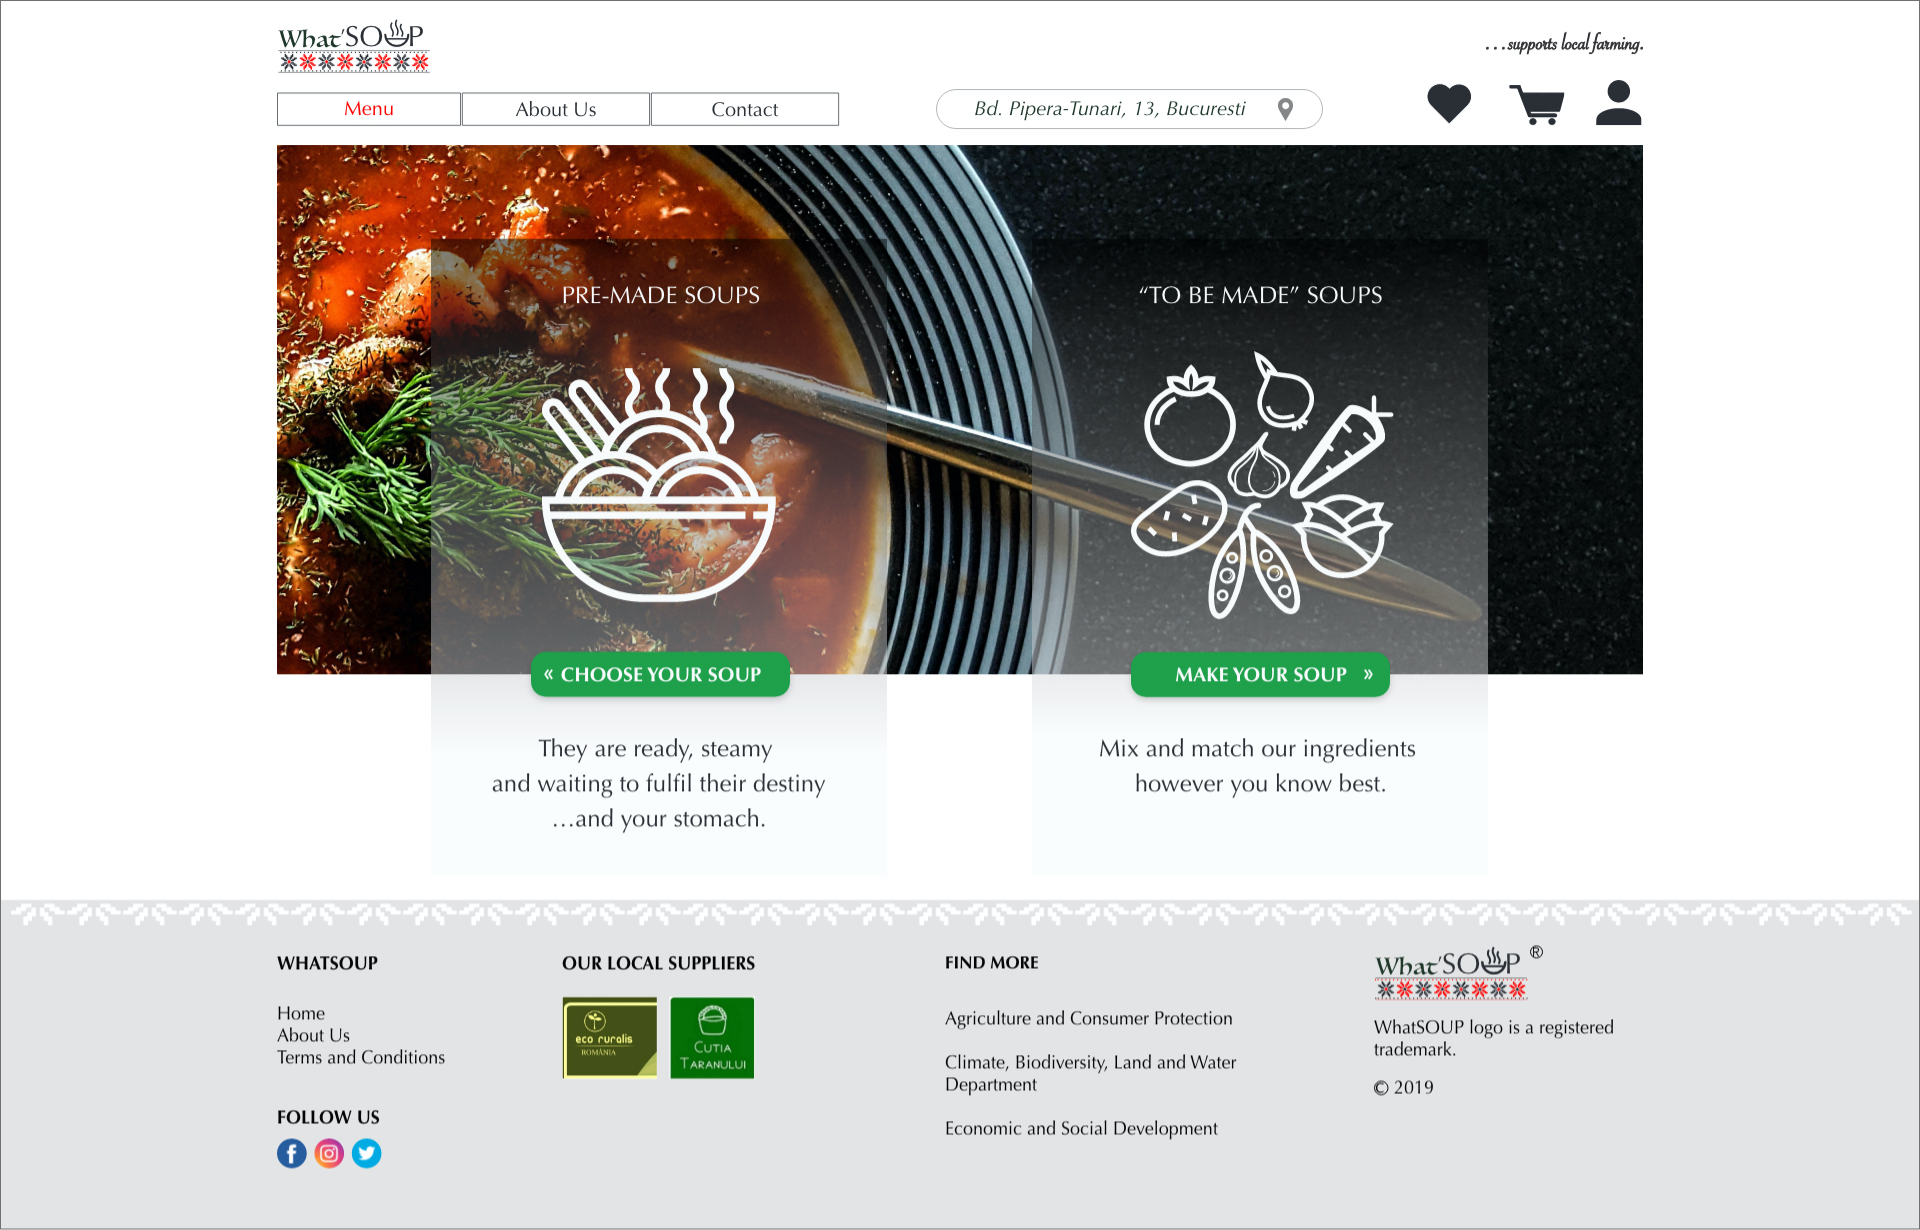 What'SOUP
...supports local farming.
Menu
About Us
Contact
Bd. Pipera-Tunari, 13, Bucuresti
PRE-MADE SOUPS
“TO BE MADE” SOUPS
« CHOOSE YOUR SOUP
MAKE YOUR SOUP »
They are ready, steamy
and waiting to fulfil their destiny
...and your stomach.
Mix and match our ingredients
however you know best.
WHATSOUP
Home
About Us
Terms and Conditions
FOLLOW US
OUR LOCAL SUPPLIERS
eco ruralis
ROMÂNIA
CUTIA
TARANULUI
FIND MORE
Agriculture and Consumer Protection
Climate, Biodiversity, Land and Water
Department
Economic and Social Development
What'SOUP ®
WhatSOUP logo is a registered
trademark.
© 2019